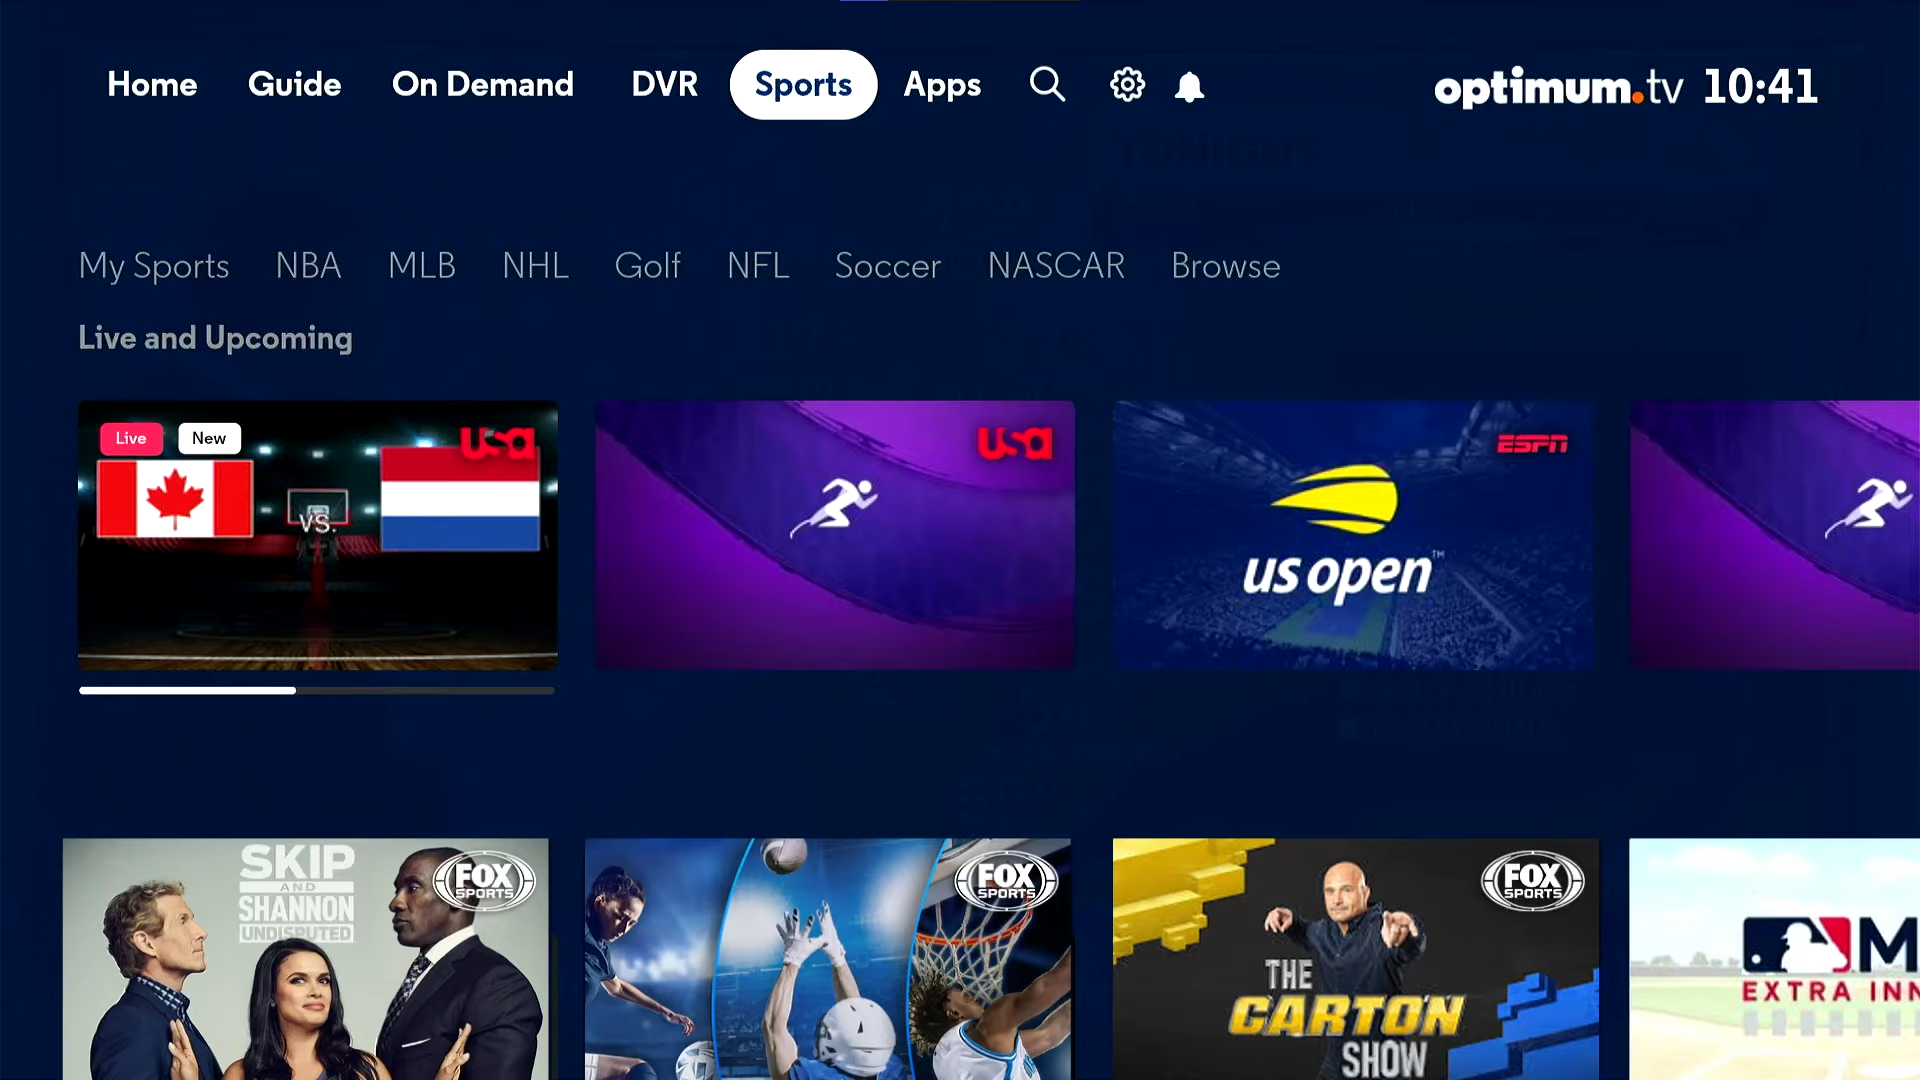 Home Guide On Demand DVR Sports Apps optimum.tv 10:41
My Sports NBA MLB NHL Golf NFL Soccer NASCAR Browse
Live and Upcoming
Live New usa
VS.
usa
ESPN
us open™
SKIP
AND
SHANNON
UNDISPUTED
FOX
SPORTS
FOX
SPORTS
FOX
SPORTS
THE
CARTON
SHOW
M
EXTRA INN